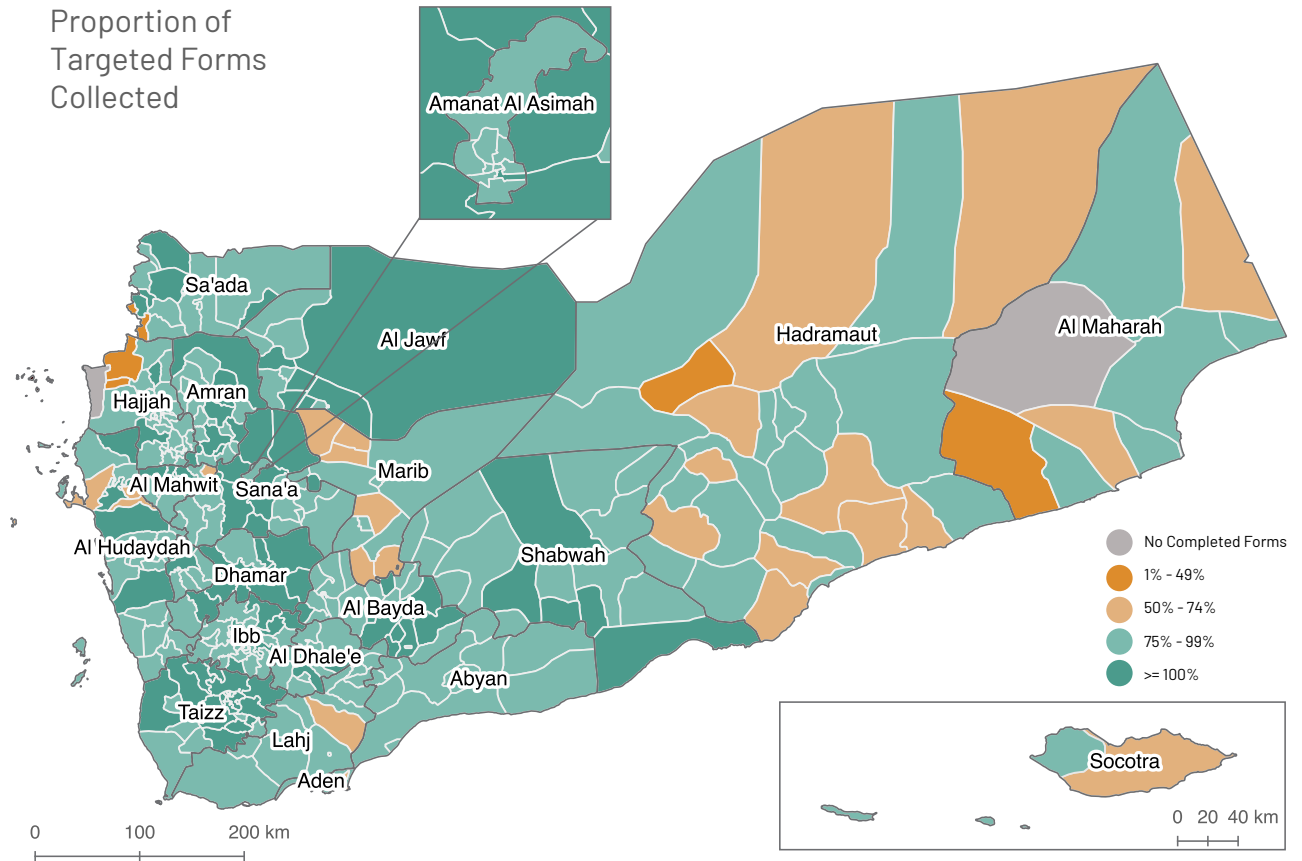 Proportion of
Targeted Forms
Collected
Amanat Al Asimah
Sa'ada
Al Jawf
Hadramaut
Al Maharah
Amran
Hajjah
Marib
Al Mahwit
Sana'a
Al Hudaydah
Shabwah
Dhamar
Al Bayda
Ibb
Al Dhale'e
Abyan
Taizz
Lahj
Aden
No Completed Forms
1% - 49%
50% - 74%
75% - 99%
>= 100%
Socotra
0 20 40 km
0 100 200 km